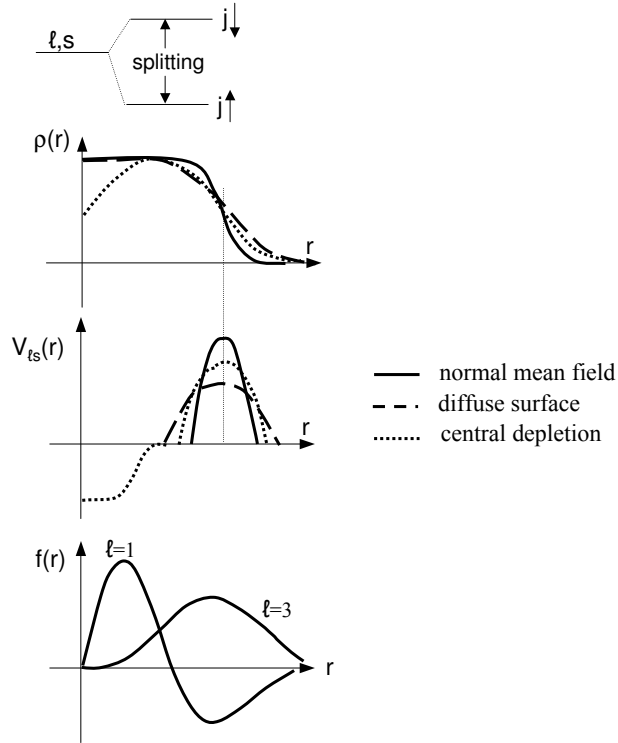 j↓
ℓ,s
splitting
j↑
ρ(r)
r
Vℓs(r)
r
normal mean field
diffuse surface
central depletion
f(r)
ℓ=1
ℓ=3
r